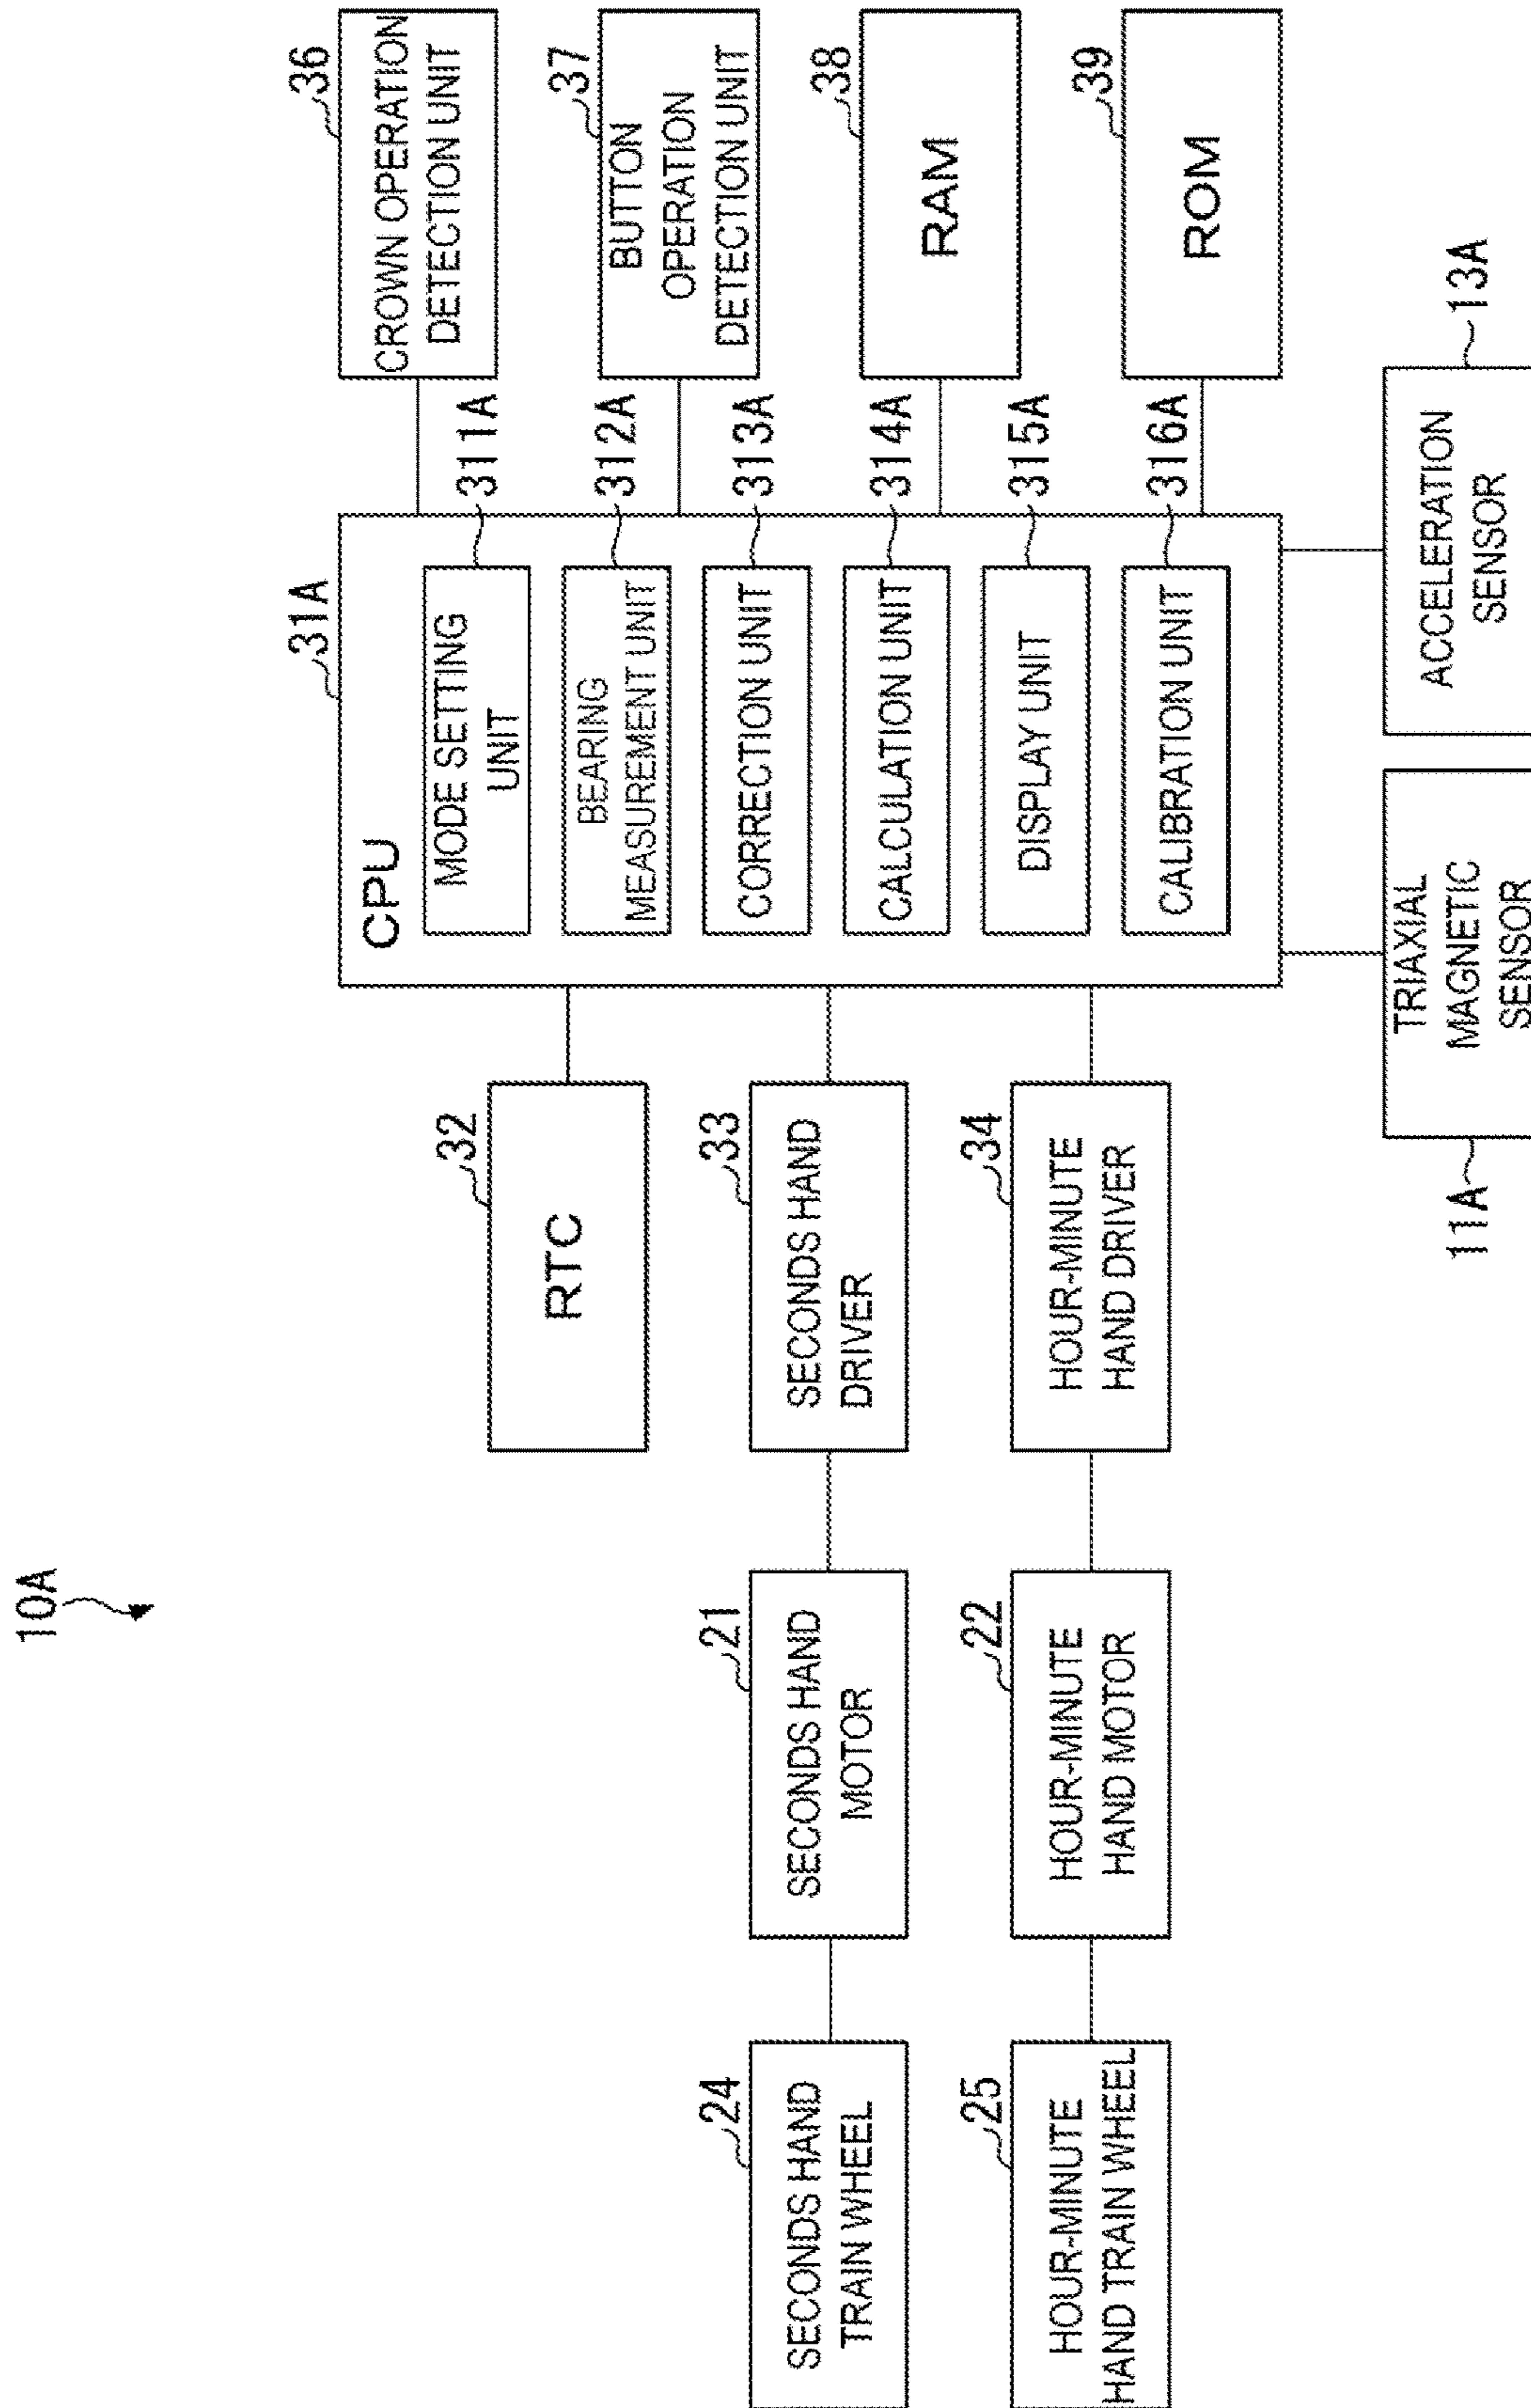 10A
31A
CPU
MODE SETTING
UNIT
311A
BEARING
MEASUREMENT UNIT
312A
CORRECTION UNIT
313A
CALCULATION UNIT
314A
DISPLAY UNIT
315A
CALIBRATION UNIT
316A
36
CROWN OPERATION
DETECTION UNIT
37
BUTTON
OPERATION
DETECTION UNIT
38
RAM
39
ROM
32
RTC
24
SECONDS HAND
TRAIN WHEEL
21
SECONDS HAND
MOTOR
33
SECONDS HAND
DRIVER
25
HOUR-MINUTE
HAND TRAIN WHEEL
22
HOUR-MINUTE
HAND MOTOR
34
HOUR-MINUTE
HAND DRIVER
11A
TRIAXIAL
MAGNETIC
SENSOR
ACCELERATION
SENSOR
13A